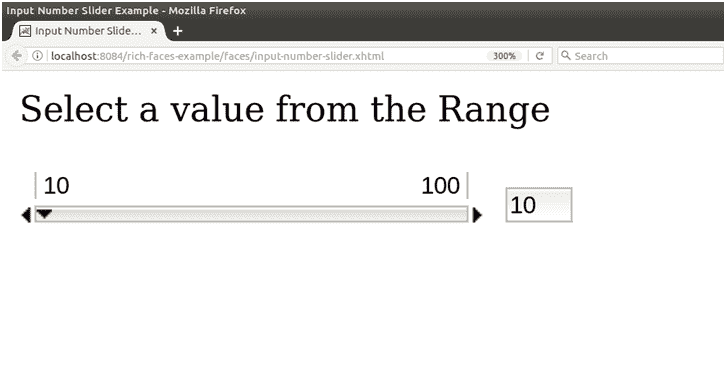 Input Number Slider Example - Mozilla Firefox
Input Number Slide... × +
localhost:8084/rich-faces-example/faces/input-number-slider.xhtml 300% Search
Select a value from the Range
10 100
10